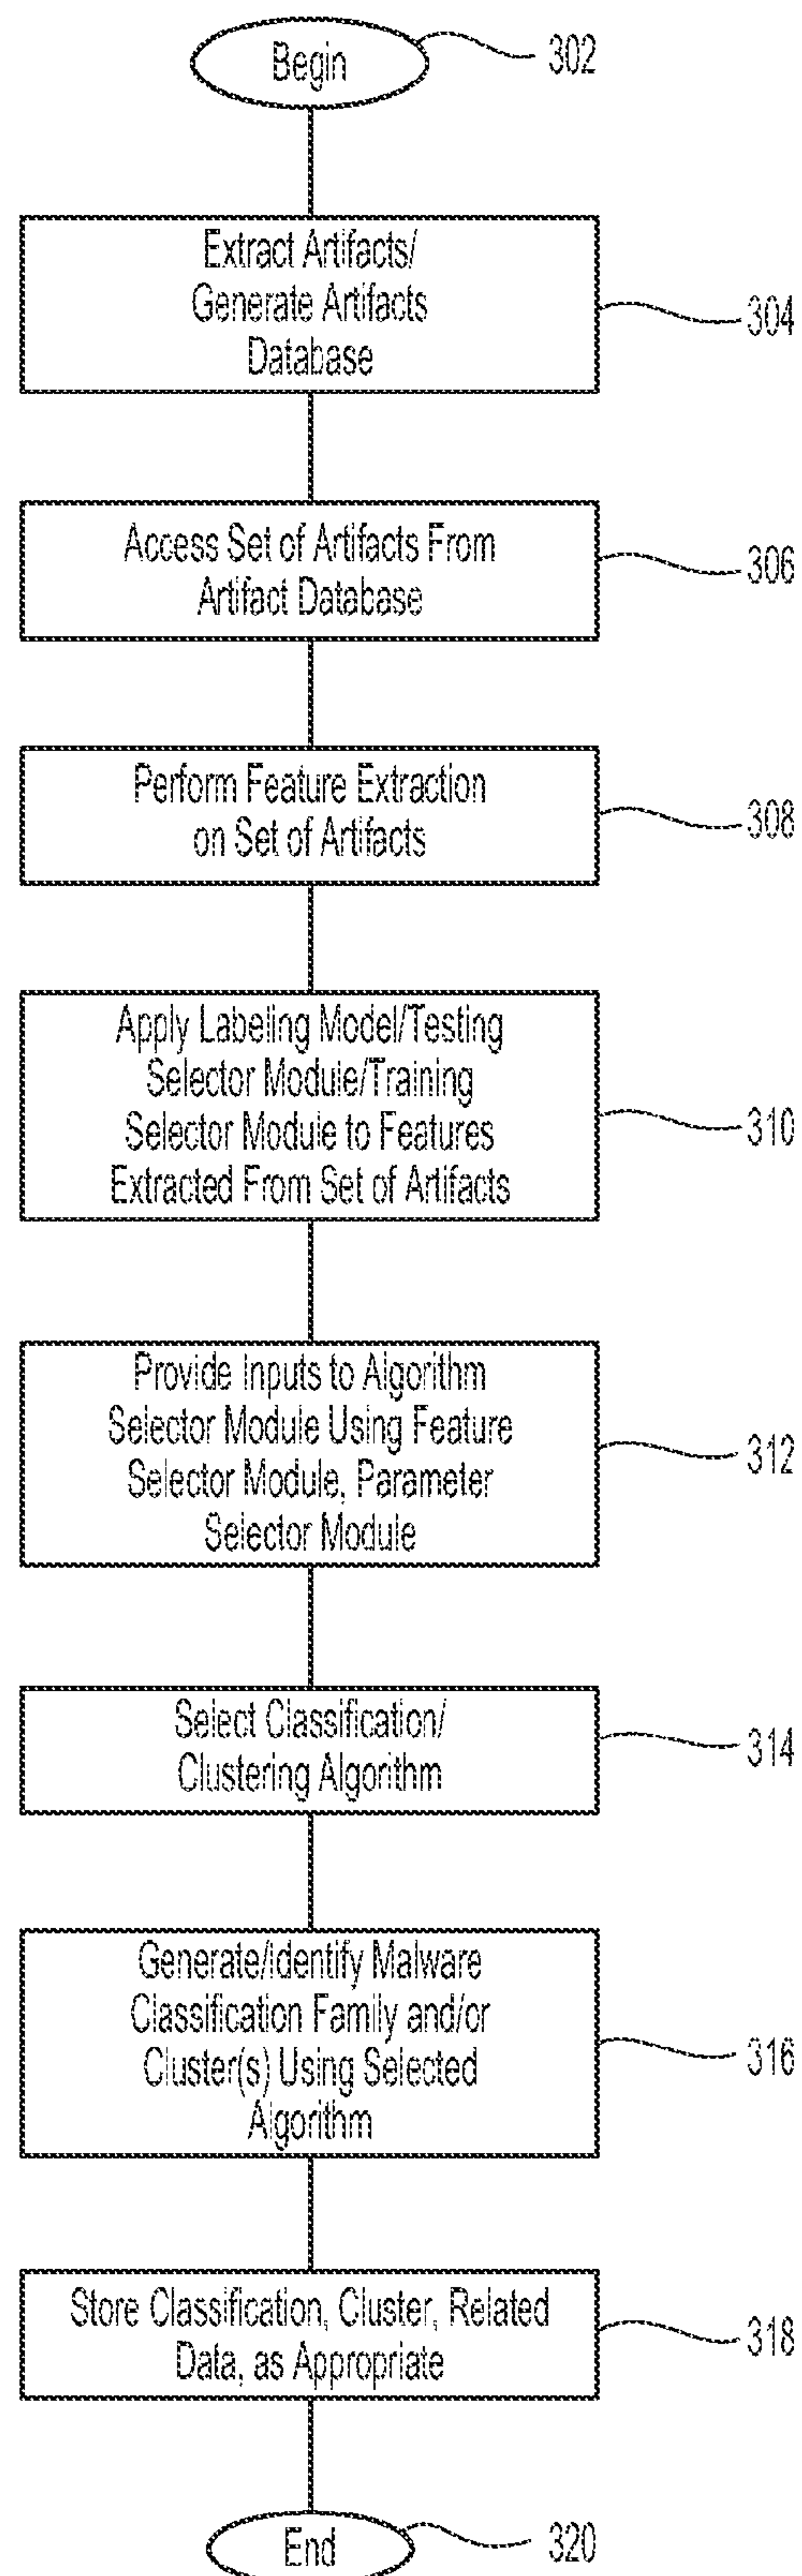 Begin
302
Extract Artifacts/
Generate Artifacts
Database
304
Access Set of Artifacts From
Artifact Database
306
Perform Feature Extraction
on Set of Artifacts
308
Apply Labeling Model/Testing
Selector Module/Training
Selector Module to Features
Extracted From Set of Artifacts
310
Provide Inputs to Algorithm
Selector Module Using Feature
Selector Module, Parameter
Selector Module
312
Select Classification/
Clustering Algorithm
314
Generate/Identify Malware
Classification Family and/or
Cluster(s) Using Selected
Algorithm
316
Store Classification, Cluster, Related
Data, as Appropriate
318
End
320